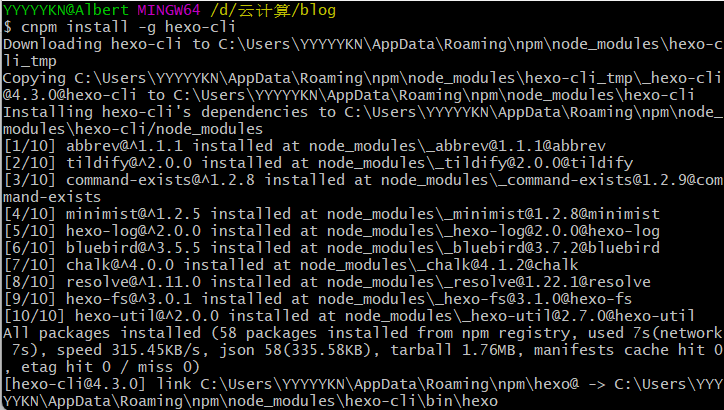 YYYYYKN@Albert MINGW64 /d/云计算/blog
$ cnpm install -g hexo-cli
Downloading hexo-cli to C:\Users\YYYYYKN\AppData\Roaming\npm\node_modules\hexo-c
li_tmp
Copying C:\Users\YYYYYKN\AppData\Roaming\npm\node_modules\hexo-cli_tmp\_hexo-cli
@4.3.0@hexo-cli to C:\Users\YYYYYKN\AppData\Roaming\npm\node_modules\hexo-cli
Installing hexo-cli's dependencies to C:\Users\YYYYYKN\AppData\Roaming\npm\node_
modules\hexo-cli/node_modules
[1/10] abbrev@^1.1.1 installed at node_modules\_abbrev@1.1.1@abbrev
[2/10] tildify@^2.0.0 installed at node_modules\_tildify@2.0.0@tildify
[3/10] command-exists@^1.2.8 installed at node_modules\_command-exists@1.2.9@com
mand-exists
[4/10] minimist@^1.2.5 installed at node_modules\_minimist@1.2.8@minimist
[5/10] hexo-log@^2.0.0 installed at node_modules\_hexo-log@2.0.0@hexo-log
[6/10] bluebird@^3.5.5 installed at node_modules\_bluebird@3.7.2@bluebird
[7/10] chalk@^4.0.0 installed at node_modules\_chalk@4.1.2@chalk
[8/10] resolve@^1.11.0 installed at node_modules\_resolve@1.22.1@resolve
[9/10] hexo-fs@^3.0.1 installed at node_modules\_hexo-fs@3.1.0@hexo-fs
[10/10] hexo-util@^2.0.0 installed at node_modules\_hexo-util@2.7.0@hexo-util
All packages installed (58 packages installed from npm registry, used 7s(network
 7s), speed 315.45KB/s, json 58(335.58KB), tarball 1.76MB, manifests cache hit 0
, etag hit 0 / miss 0)
[hexo-cli@4.3.0] link C:\Users\YYYYYKN\AppData\Roaming\npm\hexo@ -> C:\Users\YYY
YYKN\AppData\Roaming\npm\node_modules\hexo-cli\bin\hexo